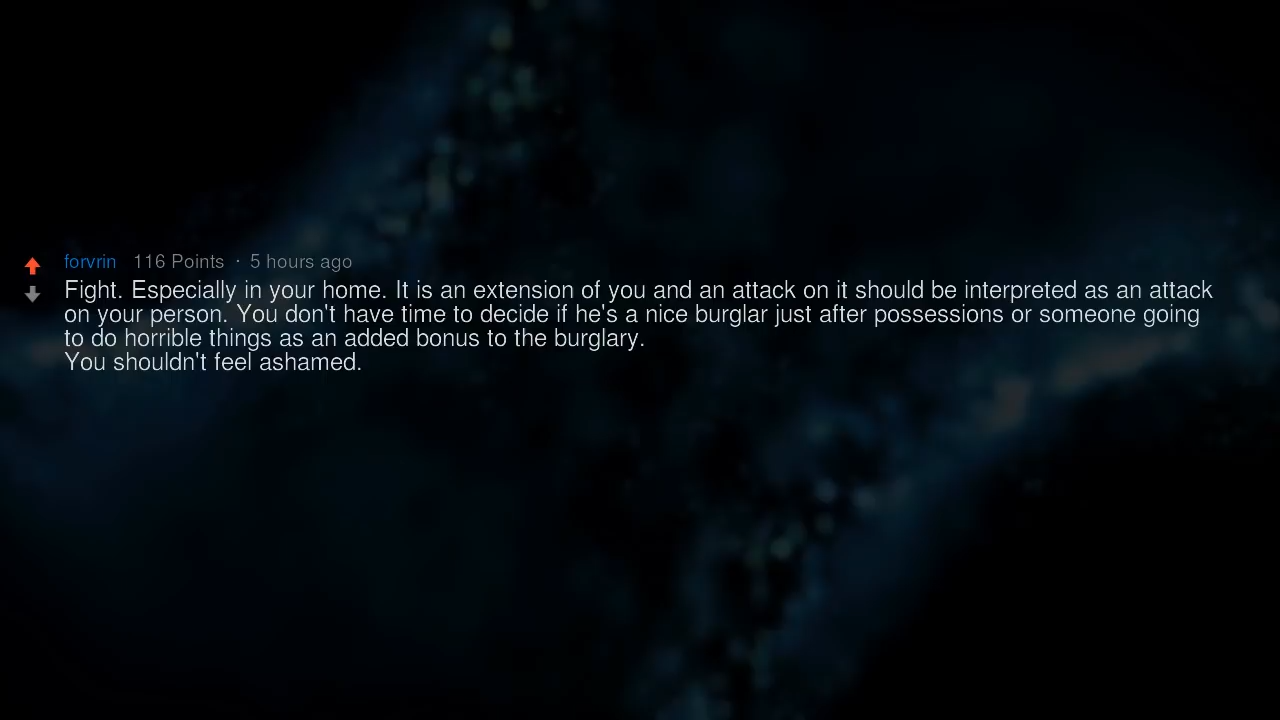 forvrin 116 Points · 5 hours ago
Fight. Especially in your home. It is an extension of you and an attack on it should be interpreted as an attack
on your person. You don't have time to decide if he's a nice burglar just after possessions or someone going
to do horrible things as an added bonus to the burglary.
You shouldn't feel ashamed.